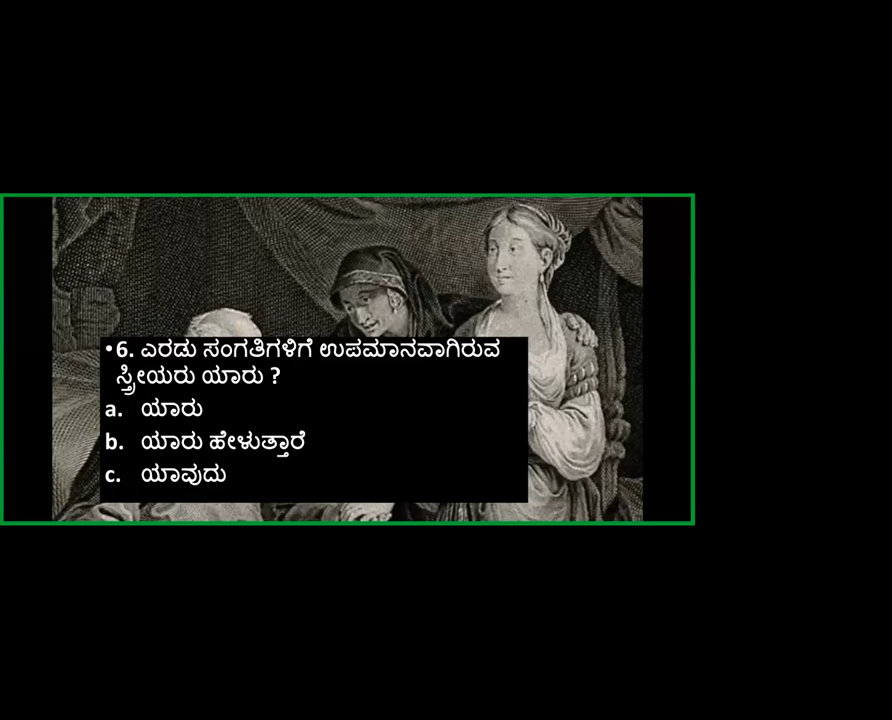 •6. ಎರಡು ಸಂಗತಿಗಳಿಗೆ ಉಪಮಾನವಾಗಿರುವ
ಸ್ತ್ರೀಯರು ಯಾರು ?
a. ಯಾರು
b. ಯಾರು ಹೇಳುತ್ತಾರೆ
c. ಯಾವುದು